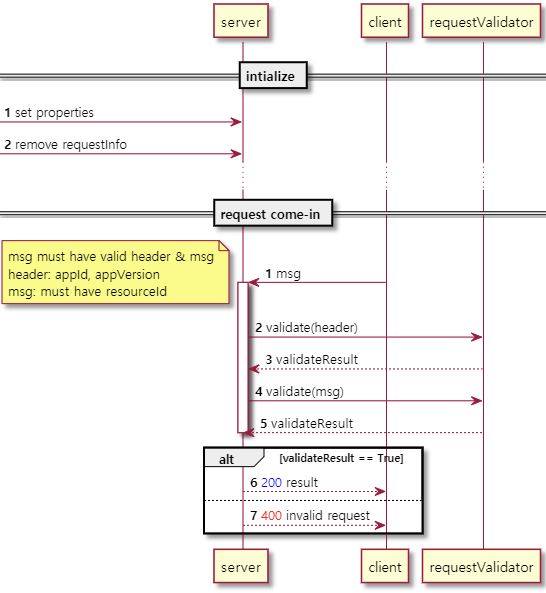 server client requestValidator
intialize
1 set properties
2 remove requestInfo
request come-in
msg must have valid header & msg
header: appId, appVersion
msg: must have resourceId
1 msg
2 validate(header)
3 validateResult
4 validate(msg)
5 validateResult
alt [validateResult == True]
6 200 result
7 400 invalid request
server client requestValidator